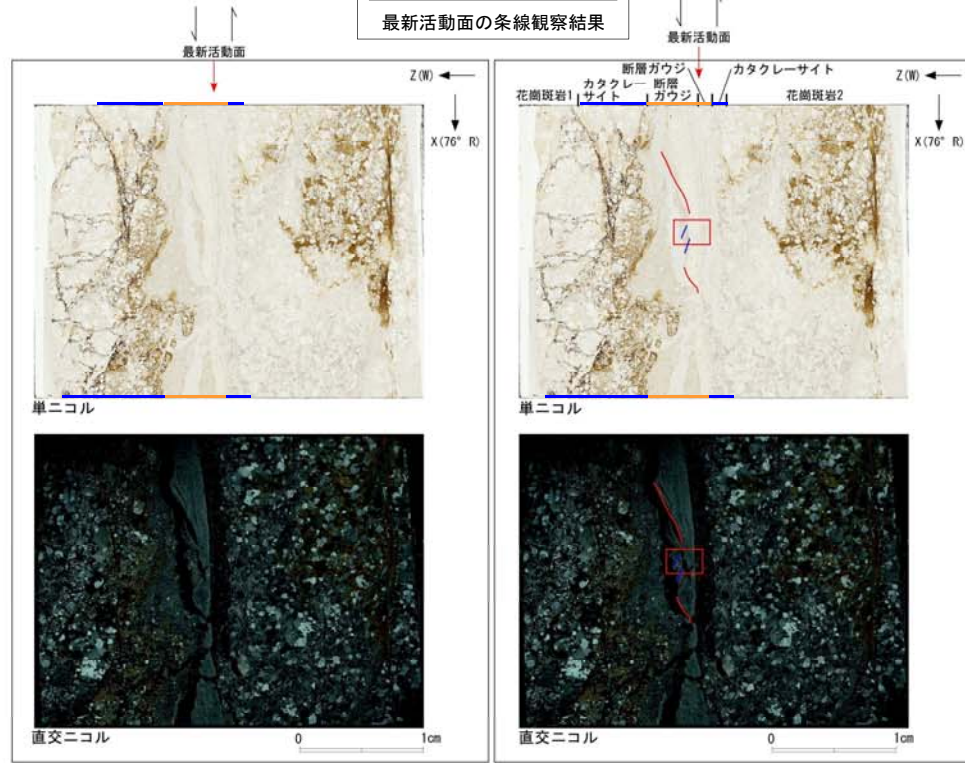 最新活動面の条線観察結果
最新活動面
Z(W)
X(76° R)
単ニコル
直交ニコル
0 1cm
最新活動面
断層ガウジ
カタクレーサイト
Z(W)
花崗斑岩1
カタクレー
サイト
断層
ガウジ
花崗斑岩2
X(76° R)
単ニコル
直交ニコル
0 1cm